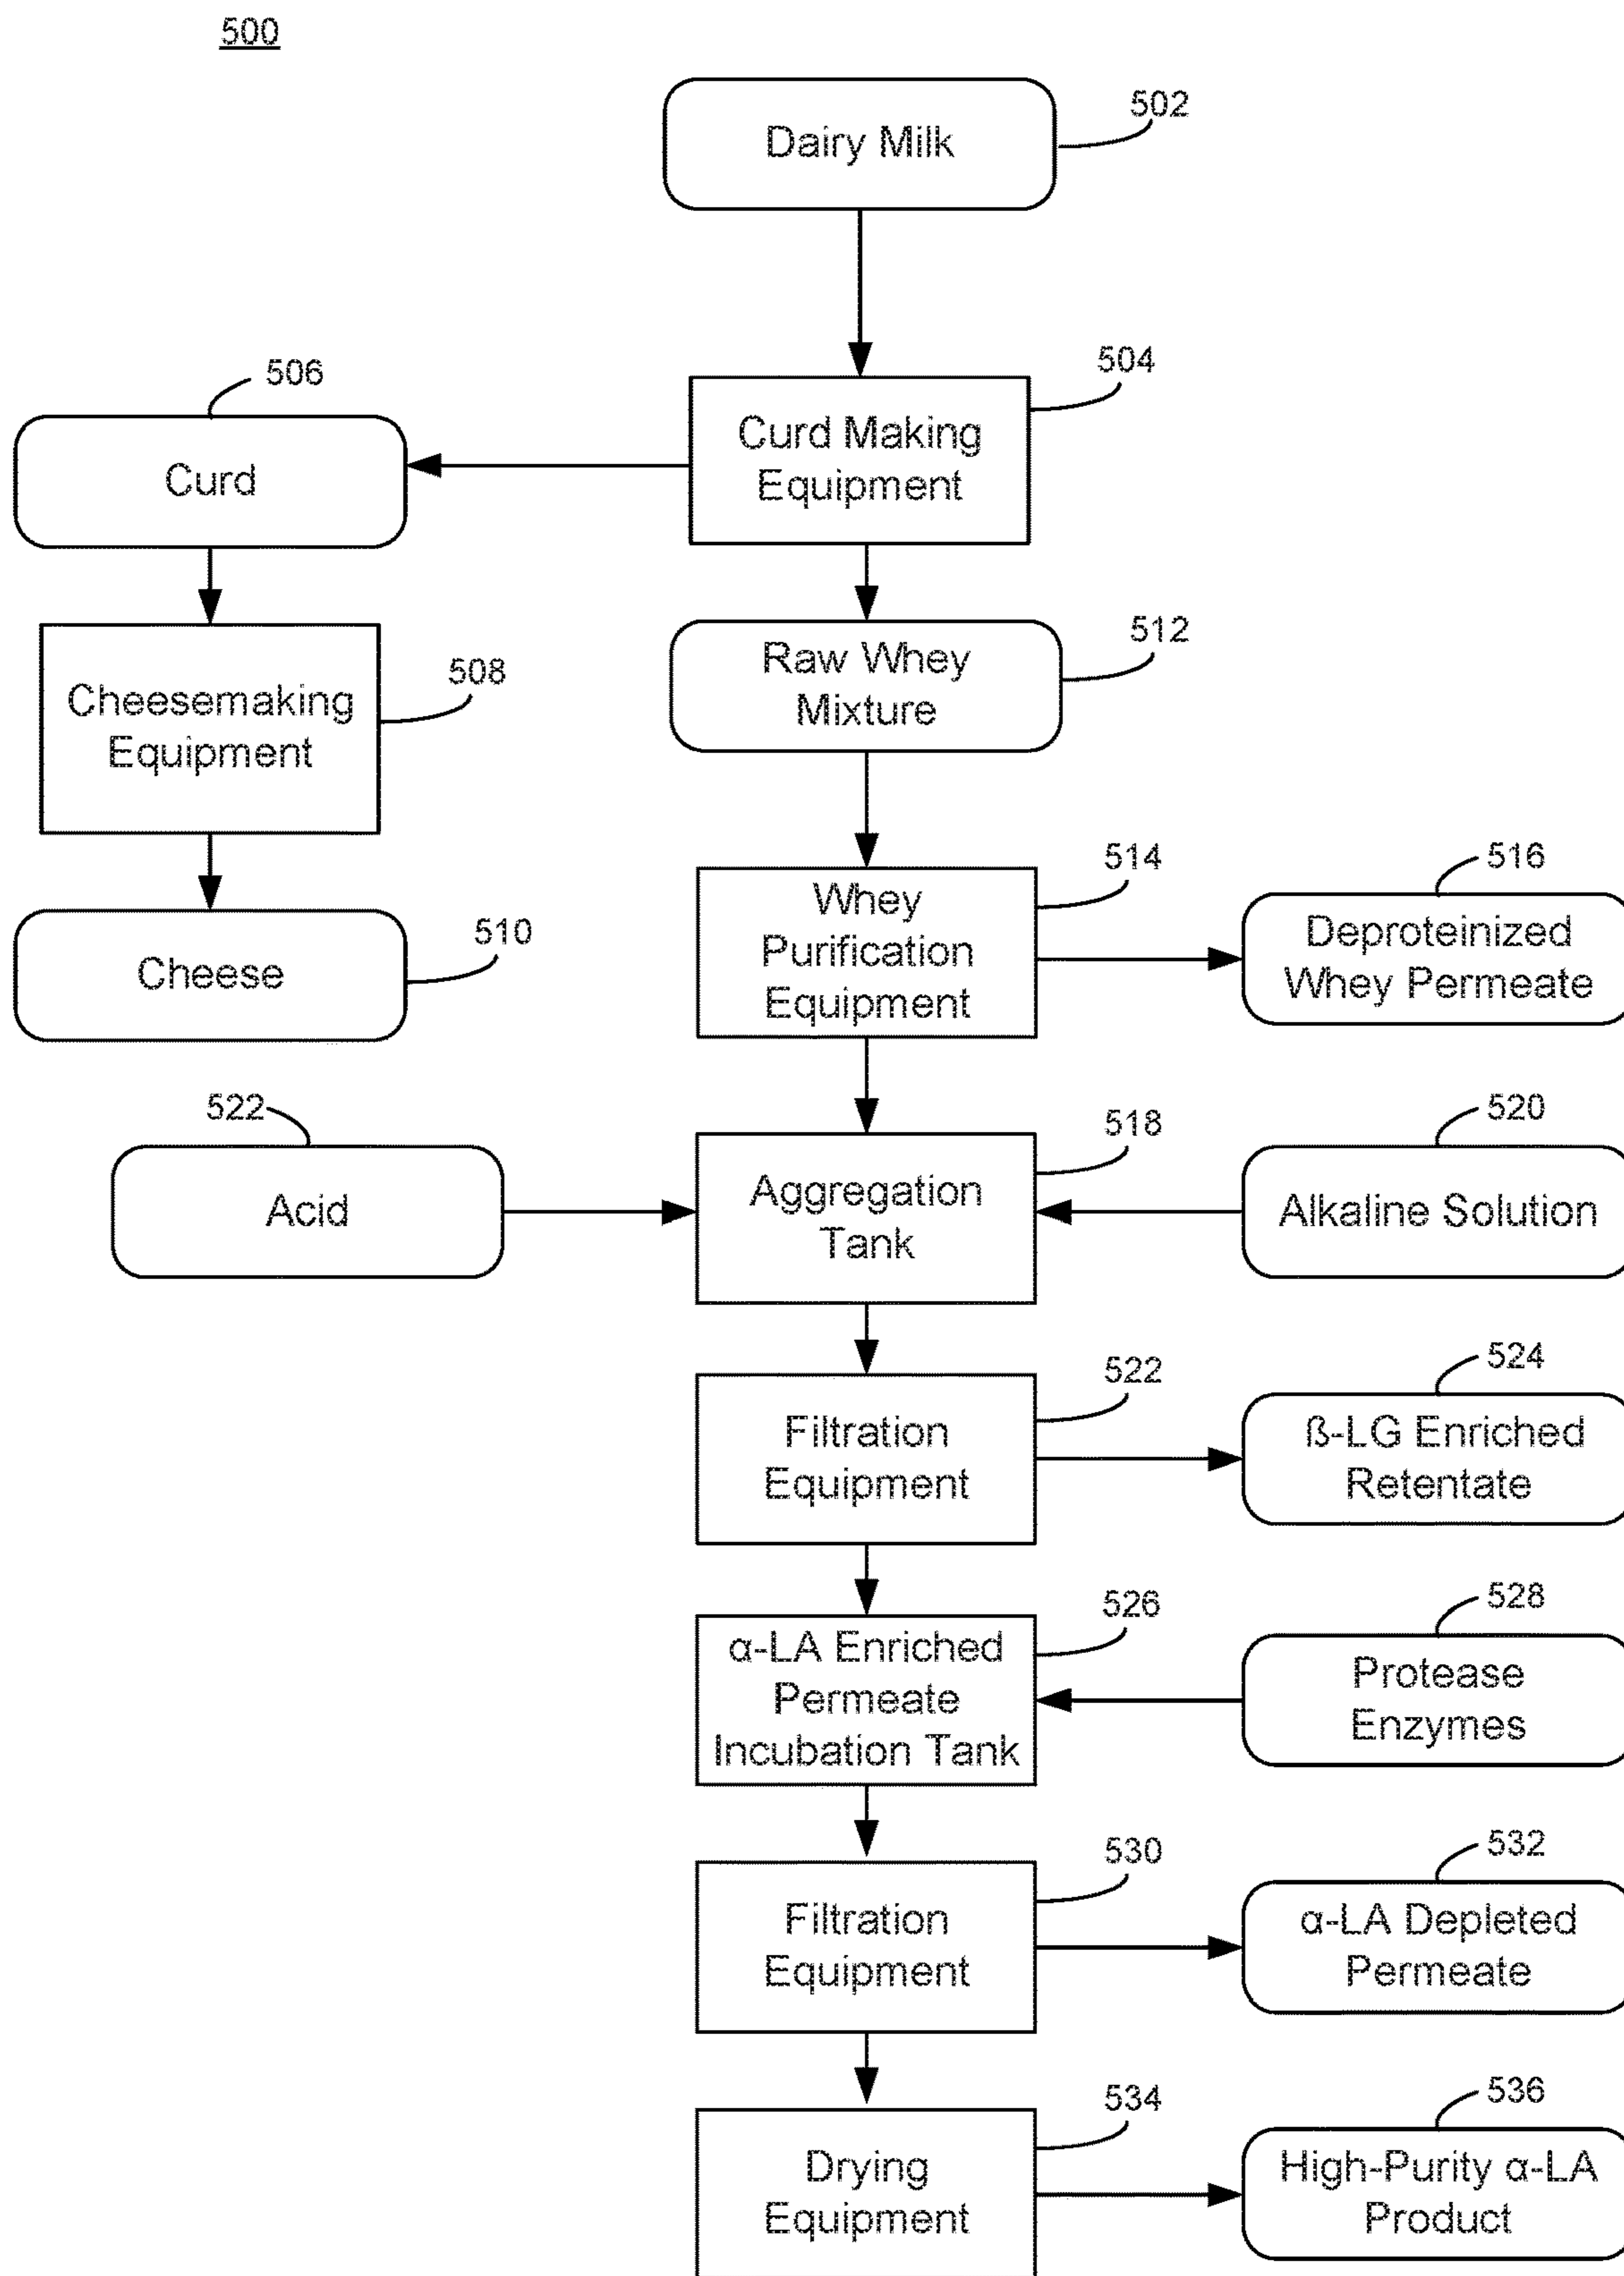 500
Dairy Milk
502
Curd Making
Equipment
504
506
Curd
Cheesemaking
Equipment
508
Cheese
510
Raw Whey
Mixture
512
Whey
Purification
Equipment
514
516
Deproteinized
Whey Permeate
522
Acid
Aggregation
Tank
518
520
Alkaline Solution
Filtration
Equipment
522
524
ß-LG Enriched
Retentate
α-LA Enriched
Permeate
Incubation Tank
526
528
Protease
Enzymes
Filtration
Equipment
530
532
α-LA Depleted
Permeate
Drying
Equipment
534
536
High-Purity α-LA
Product